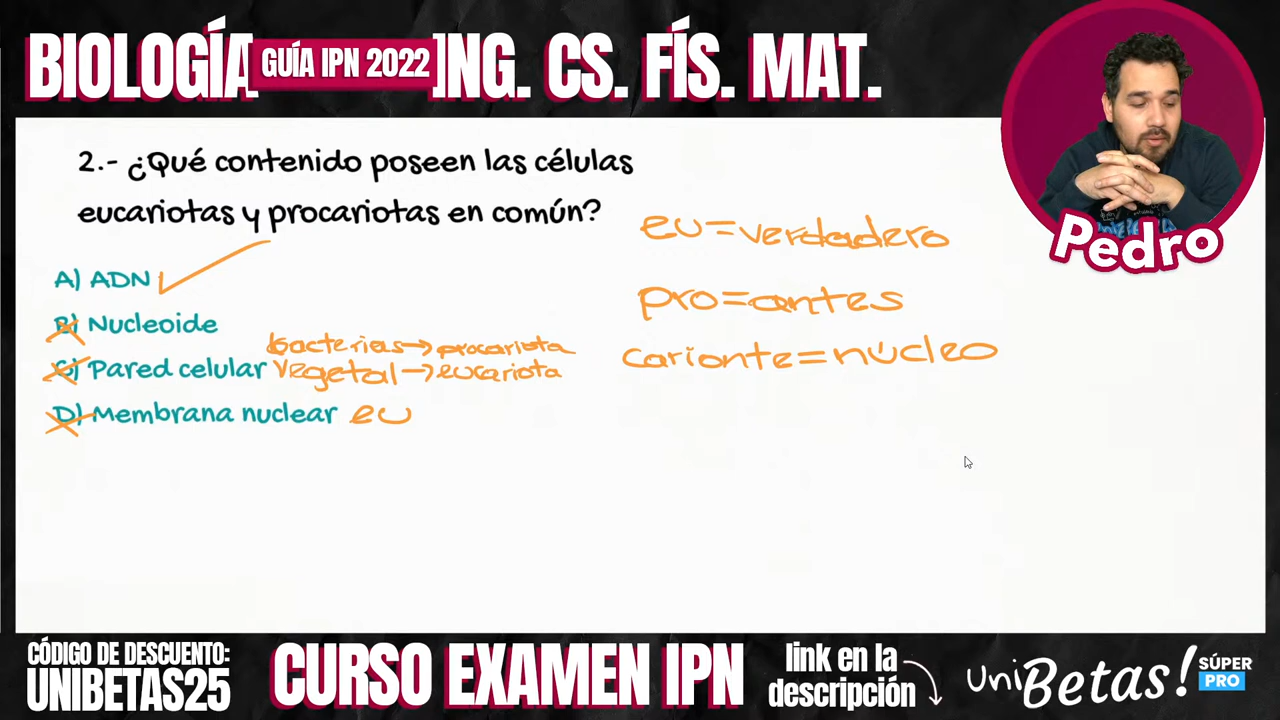 BIOLOGÍA[GUÍA IPN 2022]ING. CS. FÍS. MAT.
Pedro
2.- ¿Qué contenido poseen las células
eucariotas y procariotas en común?
A) ADN
B) Nucleoide
C) Pared celular
D) Membrana nuclear
bacterias→procariota
vegetal→eucariota
eu
eu=verdadero
pro=antes
carionte=núcleo
CÓDIGO DE DESCUENTO:
UNIBETAS25
CURSO EXAMEN IPN
link en la
descripción
uniBetas!
SÚPER
PRO